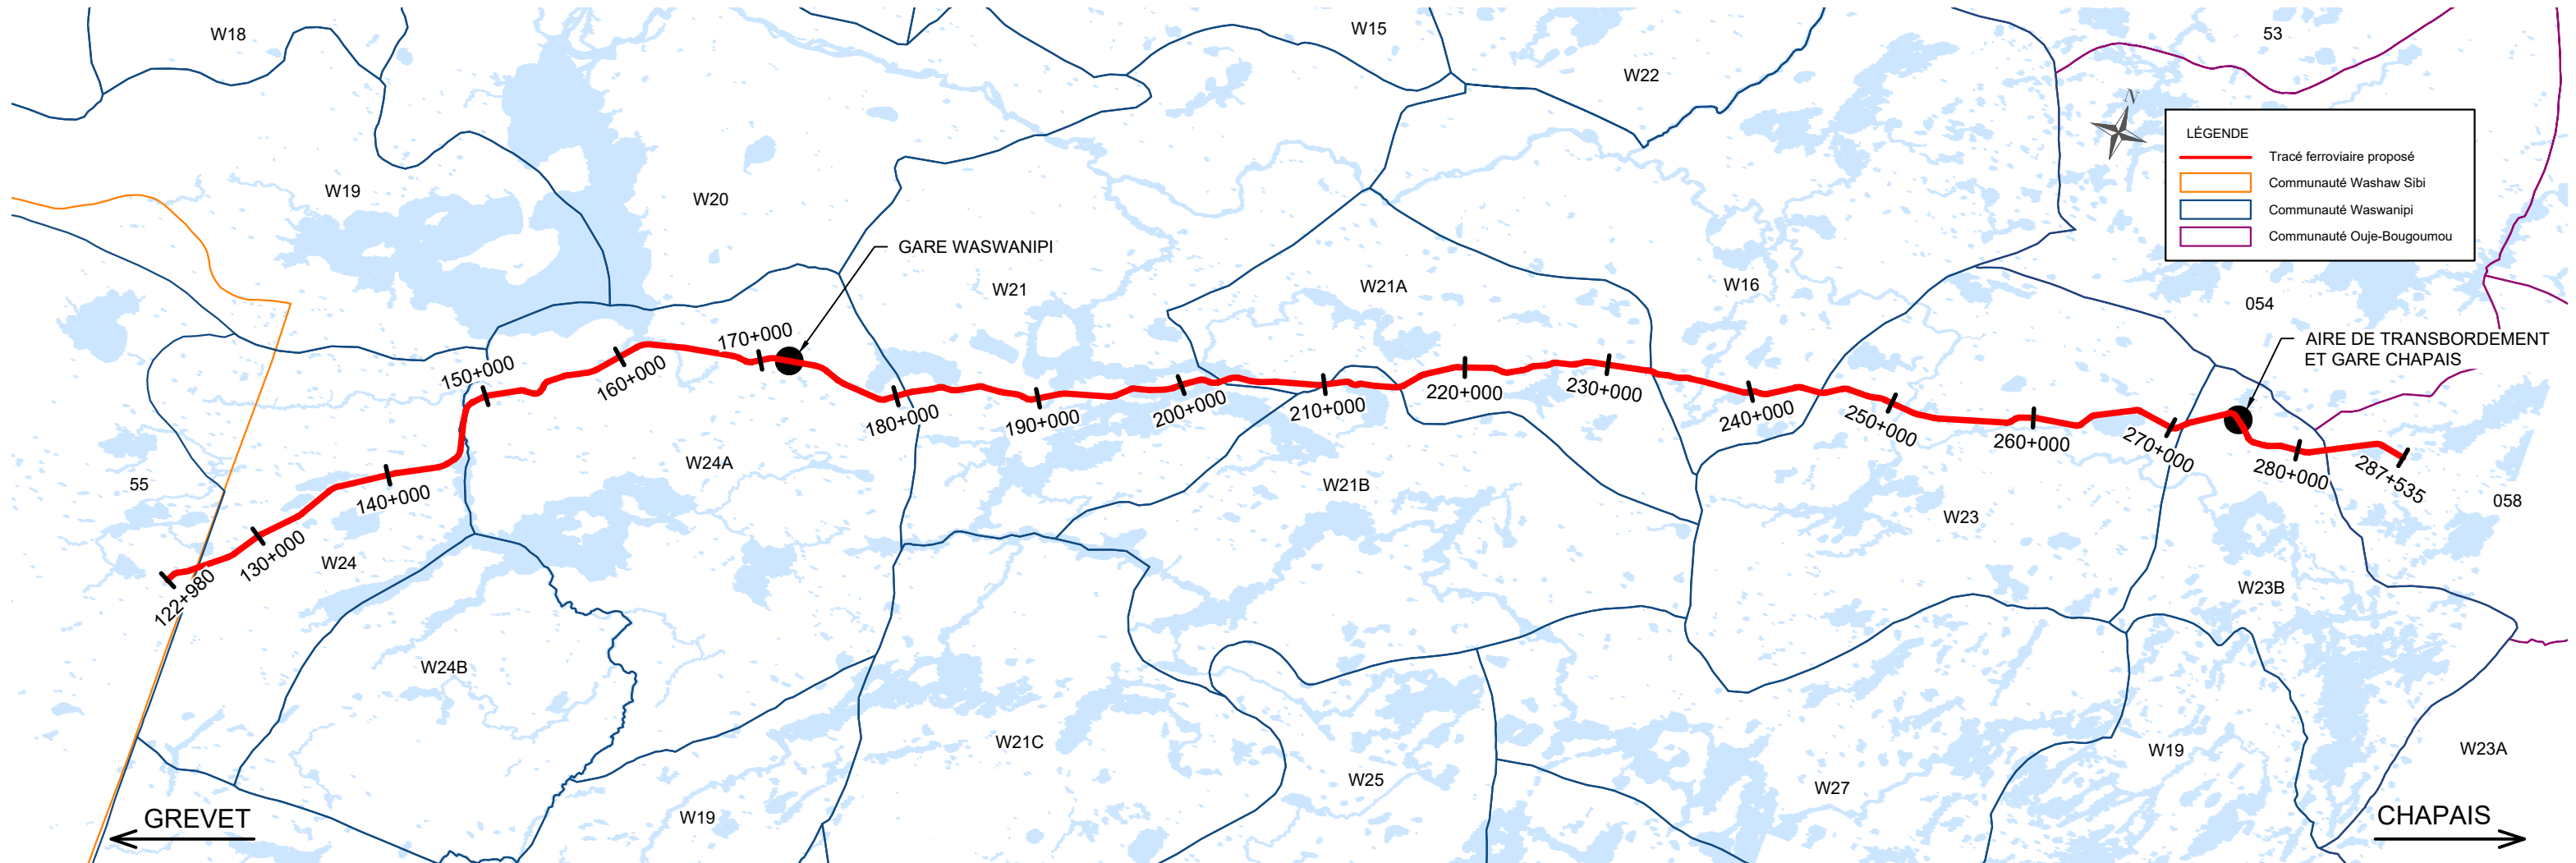 W18
W15
53
W22
N
LÉGENDE
Tracé ferroviaire proposé
Communauté Washaw Sibi
Communauté Waswanipi
Communauté Ouje-Bougoumou
W19
W20
GARE WASWANIPI
W21
W21A
W16
054
AIRE DE TRANSBORDEMENT
ET GARE CHAPAIS
122+980
130+000
140+000
150+000
160+000
170+000
180+000
190+000
200+000
210+000
220+000
230+000
240+000
250+000
260+000
270+000
280+000
287+535
55
W24
W24A
W21B
W23
058
W23B
W24B
W21C
W25
W27
W19
W23A
W19
GREVET
CHAPAIS